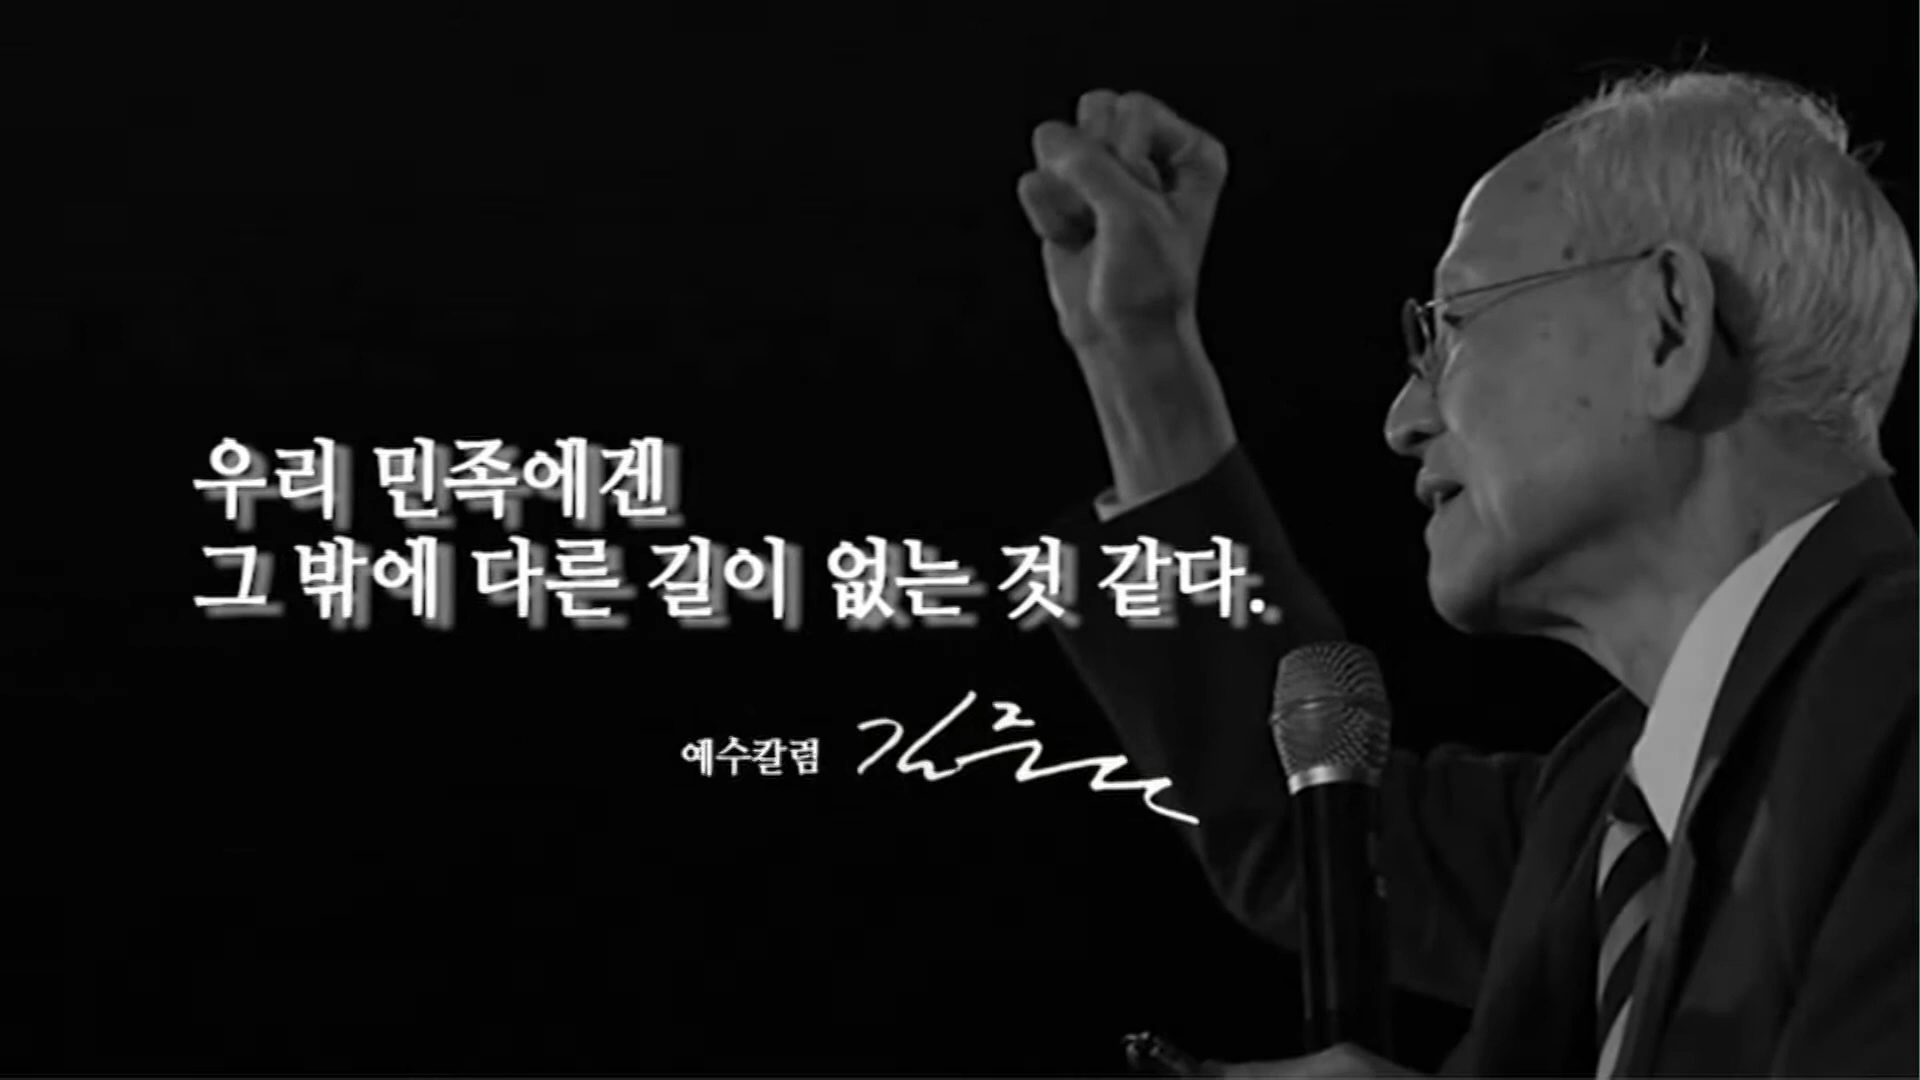 우리 민족에겐
그 밖에 다른 길이 없는 것 같다.
예수칼럼